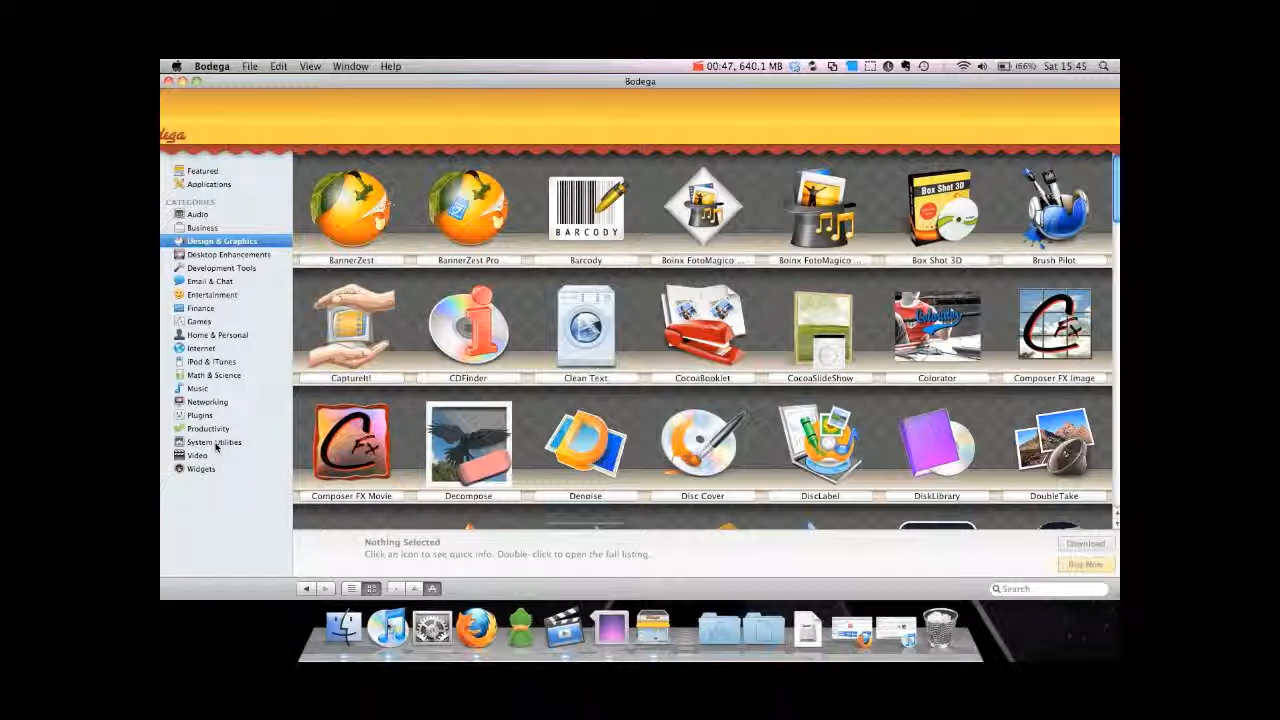 Bodega File Edit View Window Help 00:47, 640.1 MB (66%) Sat 15:45
Bodega
dega
Featured
Applications
CATEGORIES
Audio
Business
Design & Graphics
Desktop Enhancements
Development Tools
Email & Chat
Entertainment
Finance
Games
Home & Personal
Internet
iPod & iTunes
Math & Science
Music
Networking
Plugins
Productivity
System Utilities
Video
Widgets
BARCODY
Box Shot 3D
BannerZest BannerZest Pro Barcody Boinx FotoMagico ... Boinx FotoMagico ... Box Shot 3D Brush Pilot
Colorator
CaptureIt! CDFinder Clean Text CocoaBooklet CocoaSlideShow Colorator Composer FX Image
Composer FX Movie Decompose Denoise Disc Cover DiscLabel DiskLibrary DoubleTake
Nothing Selected
Click an icon to see quick info. Double-click to open the full listing.
Download
Buy Now
Search